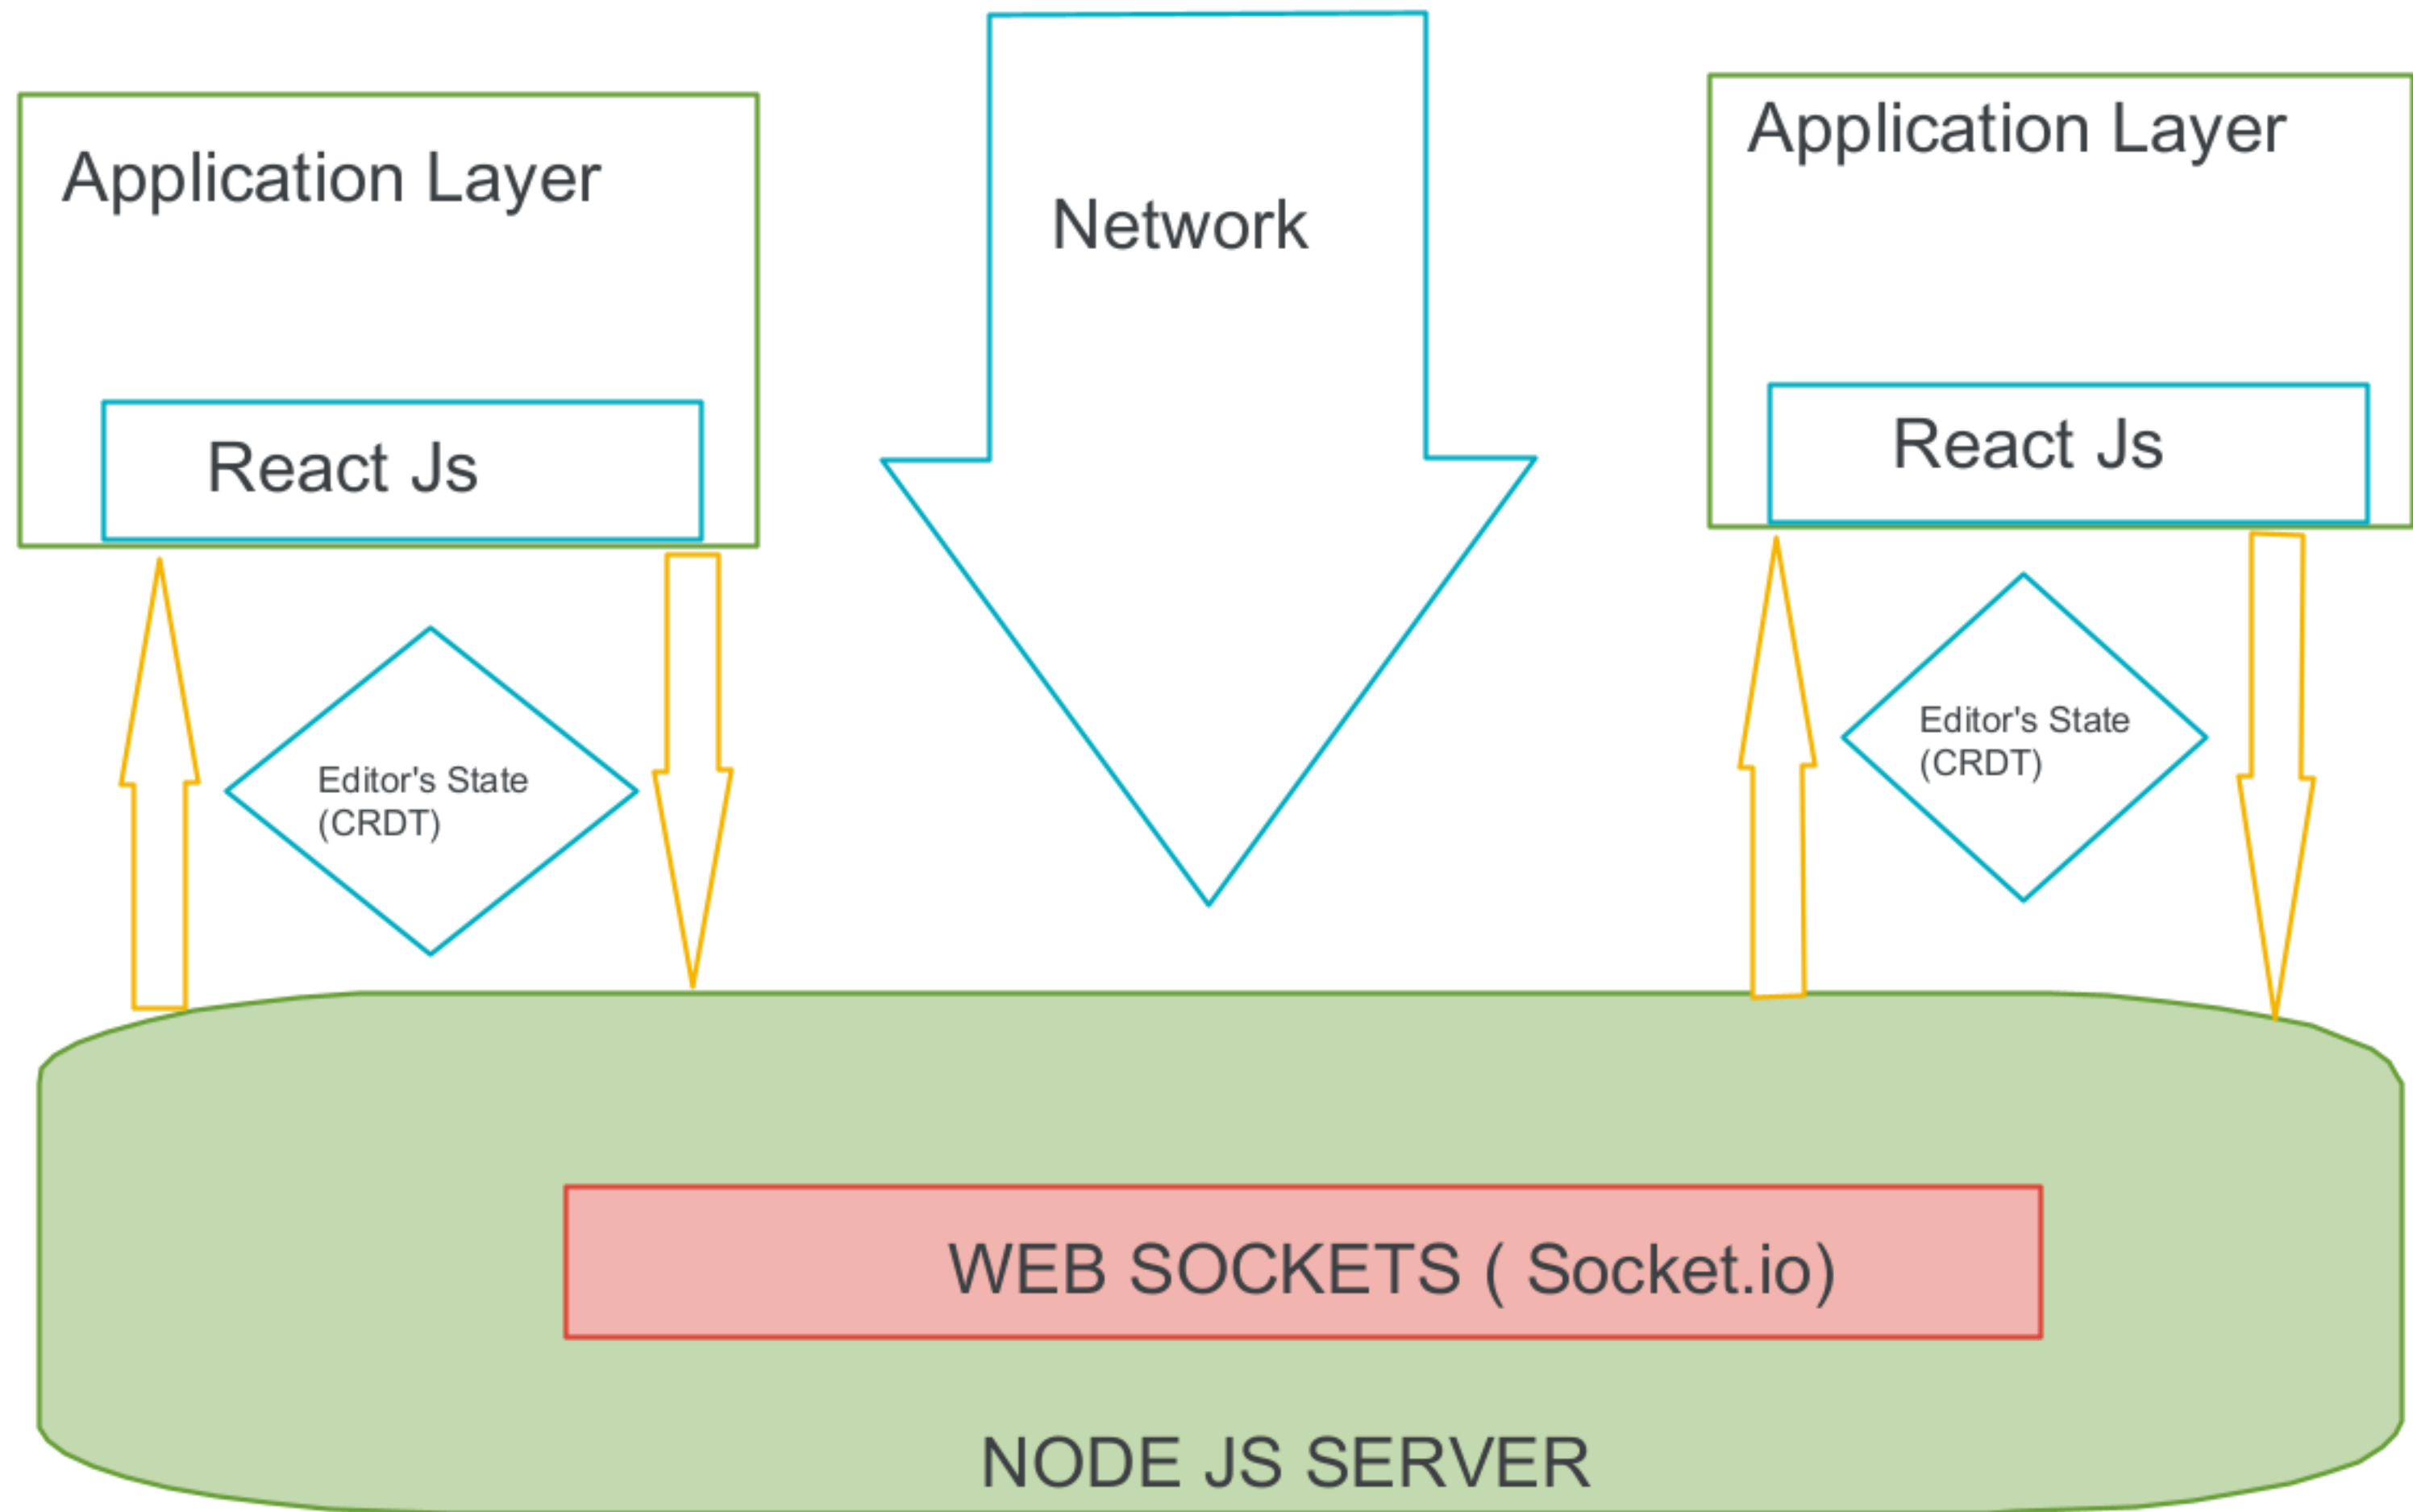 Application Layer
React Js
Editor's State
(CRDT)
Network
Application Layer
React Js
Editor's State
(CRDT)
WEB SOCKETS ( Socket.io)
NODE JS SERVER